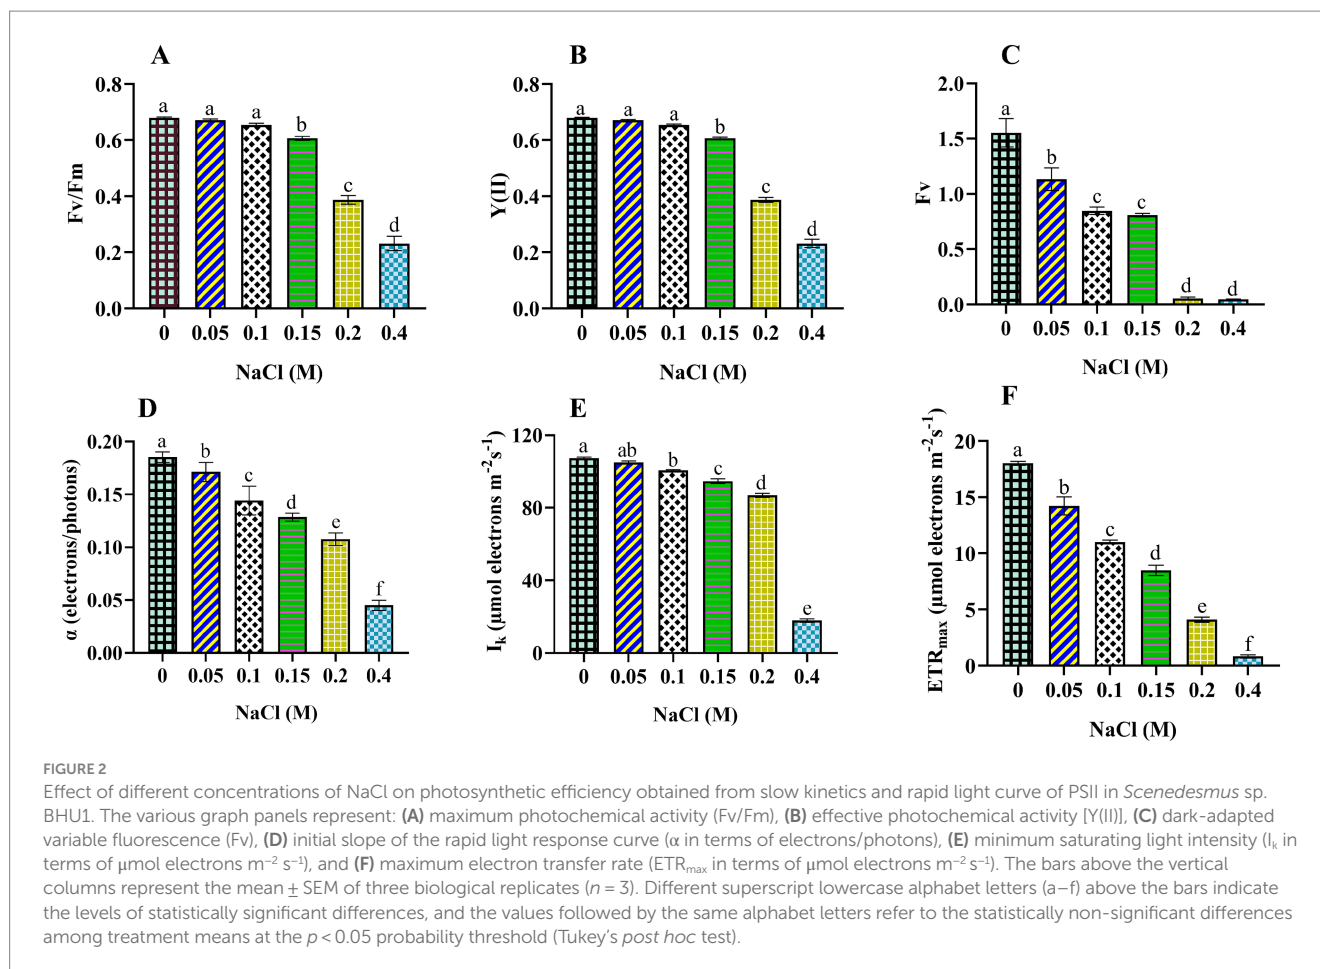 A
Fv/Fm
0.8
0.6
0.4
0.2
0.0
a
a
a
b
c
d
0
0.05
0.1
0.15
0.2
0.4
NaCl (M)
B
Y(II)
0.8
0.6
0.4
0.2
0.0
a
a
a
b
c
d
0
0.05
0.1
0.15
0.2
0.4
NaCl (M)
C
Fv
2.0
1.5
1.0
0.5
0.0
a
b
c
c
d
d
0
0.05
0.1
0.15
0.2
0.4
NaCl (M)
D
α (electrons/photons)
0.20
0.15
0.10
0.05
0.00
a
b
c
d
e
f
0
0.05
0.1
0.15
0.2
0.4
NaCl (M)
E
Iₖ (µmol electrons m⁻²s⁻¹)
120
80
40
0
a
ab
b
c
d
e
0
0.05
0.1
0.15
0.2
0.4
NaCl (M)
F
ETRmax (µmol electrons m⁻²s⁻¹)
20
15
10
5
0
a
b
c
d
e
f
0
0.05
0.1
0.15
0.2
0.4
NaCl (M)
FIGURE 2
Effect of different concentrations of NaCl on photosynthetic efficiency obtained from slow kinetics and rapid light curve of PSII in Scenedesmus sp.
BHU1. The various graph panels represent: (A) maximum photochemical activity (Fv/Fm), (B) effective photochemical activity [Y(II)], (C) dark-adapted
variable fluorescence (Fv), (D) initial slope of the rapid light response curve (α in terms of electrons/photons), (E) minimum saturating light intensity (Iₖ in
terms of μmol electrons m⁻² s⁻¹), and (F) maximum electron transfer rate (ETRmax in terms of μmol electrons m⁻² s⁻¹). The bars above the vertical
columns represent the mean ± SEM of three biological replicates (n = 3). Different superscript lowercase alphabet letters (a–f) above the bars indicate
the levels of statistically significant differences, and the values followed by the same alphabet letters refer to the statistically non-significant differences
among treatment means at the p < 0.05 probability threshold (Tukey's post hoc test).